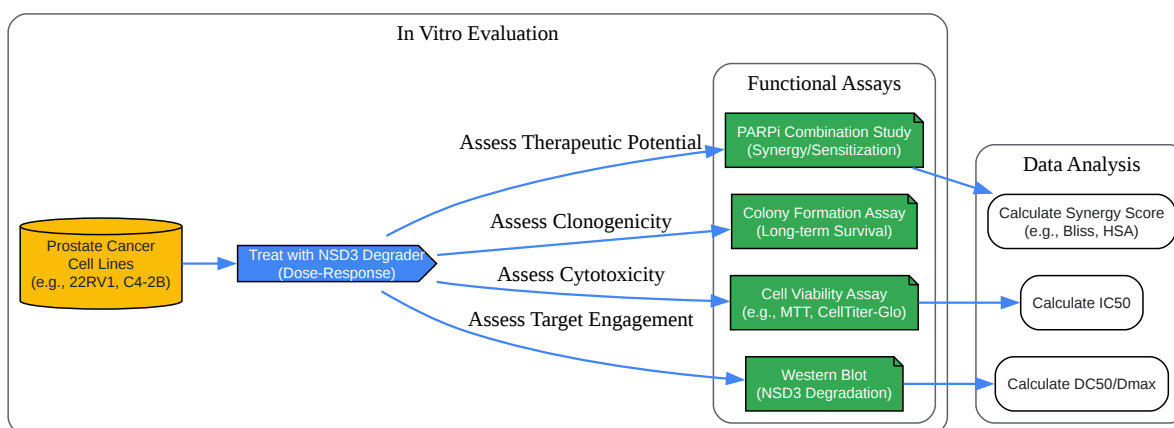 In Vitro Evaluation
Functional Assays
Assess Therapeutic Potential
PARPi Combination Study
(Synergy/Sensitization)
Data Analysis
Calculate Synergy Score
(e.g., Bliss, HSA)
Assess Clonogenicity
Colony Formation Assay
(Long-term Survival)
Prostate Cancer
Cell Lines
(e.g., 22RV1, C4-2B)
Treat with NSD3 Degrader
(Dose-Response)
Assess Cytotoxicity
Cell Viability Assay
(e.g., MTT, CellTiter-Glo)
Calculate IC50
Assess Target Engagement
Western Blot
(NSD3 Degradation)
Calculate DC50/Dmax